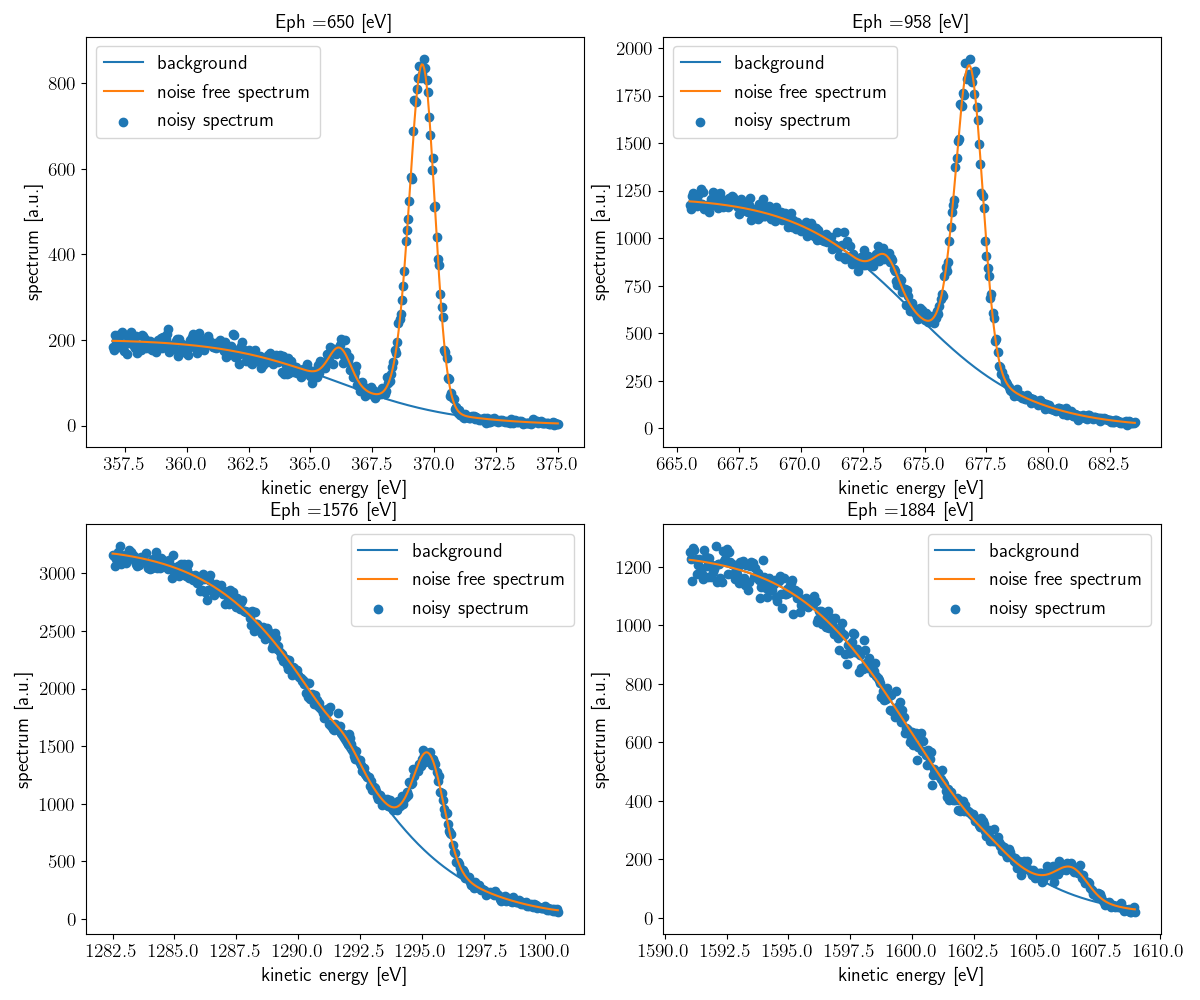 Eph =650 [eV]
background
noise free spectrum
noisy spectrum
800
600
400
200
0
spectrum [a.u.]
357.5 360.0 362.5 365.0 367.5 370.0 372.5 375.0
kinetic energy [eV]
Eph =958 [eV]
background
noise free spectrum
noisy spectrum
2000
1750
1500
1250
1000
750
500
250
0
spectrum [a.u.]
665.0 667.5 670.0 672.5 675.0 677.5 680.0 682.5
kinetic energy [eV]
Eph =1576 [eV]
background
noise free spectrum
noisy spectrum
3000
2500
2000
1500
1000
500
0
spectrum [a.u.]
1282.5 1285.0 1287.5 1290.0 1292.5 1295.0 1297.5 1300.0
kinetic energy [eV]
Eph =1884 [eV]
background
noise free spectrum
noisy spectrum
1200
1000
800
600
400
200
0
spectrum [a.u.]
1590.0 1592.5 1595.0 1597.5 1600.0 1602.5 1605.0 1607.5 1610.0
kinetic energy [eV]